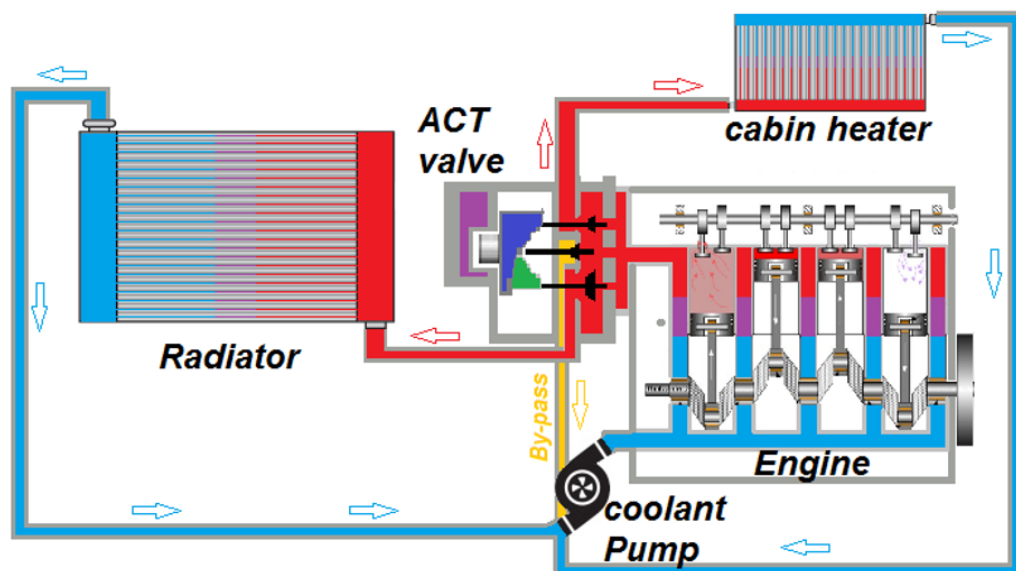 ACT
valve
cabin heater
Radiator
By-pass
Engine
coolant
Pump